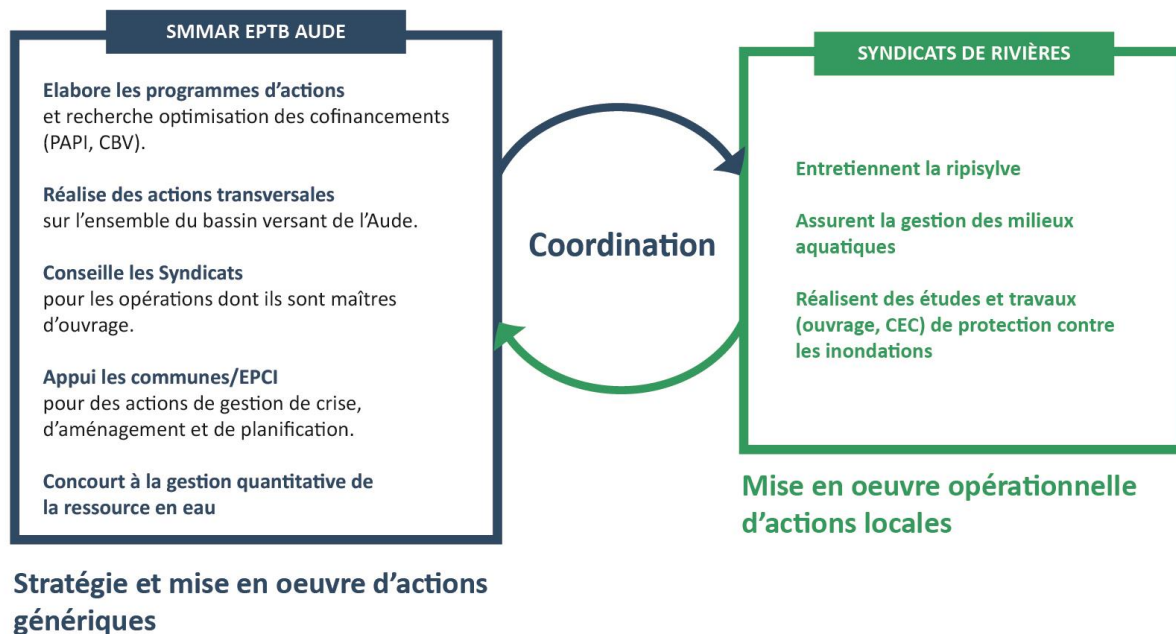 SMMAR EPTB AUDE
Elabore les programmes d'actions
et recherche optimisation des cofinancements
(PAPI, CBV).
Réalise des actions transversales
sur l'ensemble du bassin versant de l'Aude.
Conseille les Syndicats
pour les opérations dont ils sont maîtres
d'ouvrage.
Appui les communes/EPCI
pour des actions de gestion de crise,
d'aménagement et de planification.
Concourt à la gestion quantitative de
la ressource en eau
Stratégie et mise en oeuvre d'actions
génériques
Coordination
SYNDICATS DE RIVIÈRES
Entretiennent la ripisylve
Assurent la gestion des milieux
aquatiques
Réalisent des études et travaux
(ouvrage, CEC) de protection contre
les inondations
Mise en oeuvre opérationnelle
d'actions locales